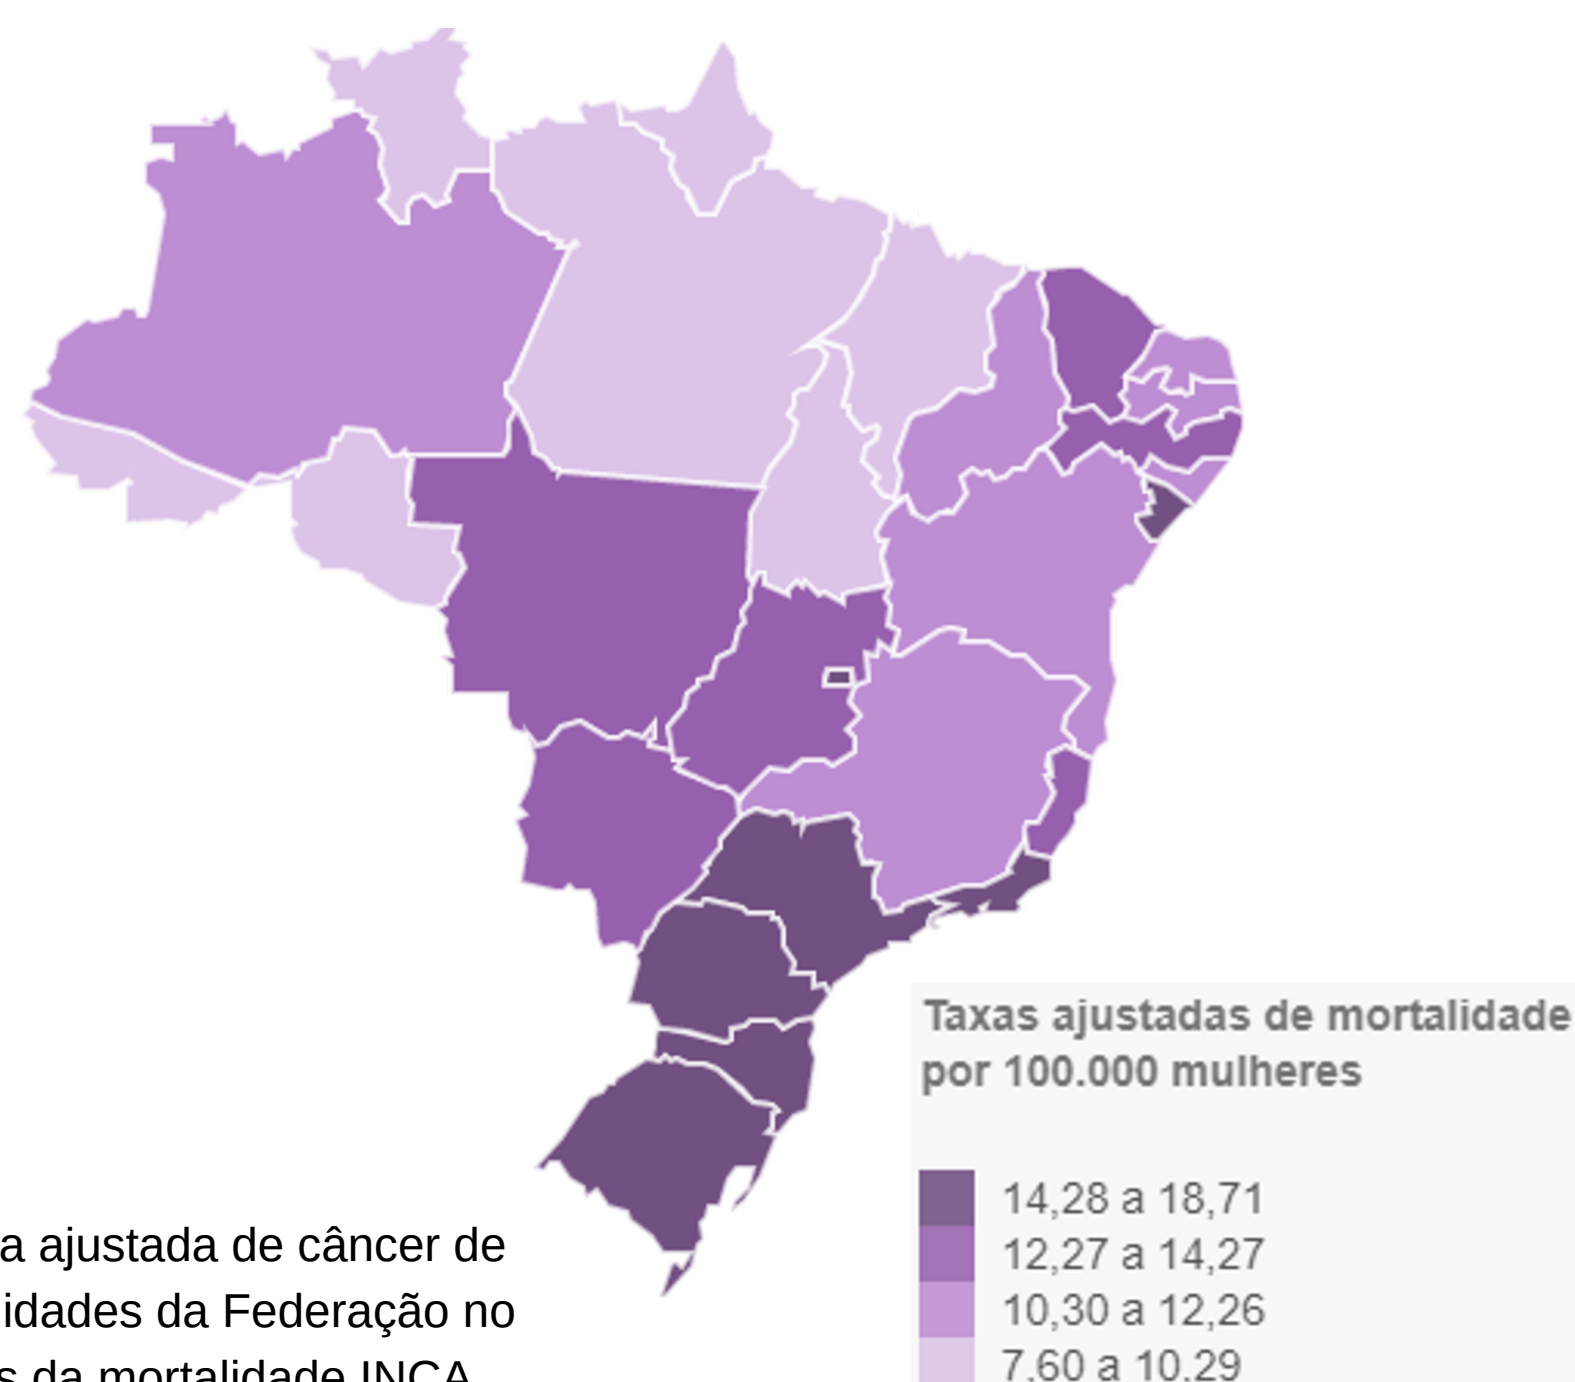 Taxas ajustadas de mortalidade
por 100.000 mulheres
14,28 a 18,71
12,27 a 14,27
10,30 a 12,26
7,60 a 10,29
a ajustada de câncer de
idades da Federação no
s da mortalidade INCA